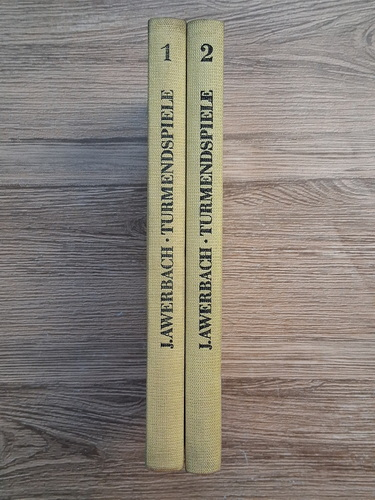 1
J. AWERBACH · TURMENDSPIELE
2
J. AWERBACH · TURMENDSPIELE